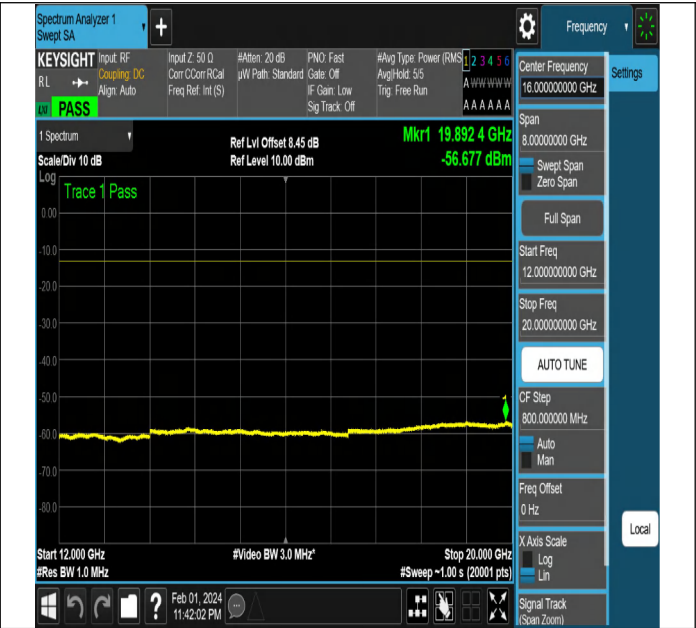 Spectrum Analyzer 1
Swept SA
+
Frequency
KEYSIGHT
RL
PASS
Input: RF
Coupling: DC
Align: Auto
Input Z: 50 Ω
Corr CCorr RCal
Freq Ref: Int (S)
#Atten: 20 dB
µW Path: Standard
PNO: Fast
Gate: Off
IF Gain: Low
Sig Track: Off
#Avg Type: Power (RMS
Avg|Hold: 5/5
Trig: Free Run
1 2 3 4 5 6
A W W W W W
A A A A A A
Center Frequency
16.000000000 GHz
Settings
Span
8.00000000 GHz
Swept Span
Zero Span
Full Span
Start Freq
12.000000000 GHz
Stop Freq
20.000000000 GHz
AUTO TUNE
CF Step
800.000000 MHz
Auto
Man
Freq Offset
0 Hz
X Axis Scale
Log
Lin
Signal Track
(Span Zoom)
Local
1 Spectrum
Scale/Div 10 dB
Ref Lvl Offset 8.45 dB
Ref Level 10.00 dBm
Mkr1 19.892 4 GHz
-56.677 dBm
Log
Trace 1 Pass
0.00
-10.0
-20.0
-30.0
-40.0
-50.0
-60.0
-70.0
-80.0
1
Start 12.000 GHz
#Res BW 1.0 MHz
#Video BW 3.0 MHz*
Stop 20.000 GHz
#Sweep ~1.00 s (20001 pts)
?
Feb 01, 2024
11:42:02 PM